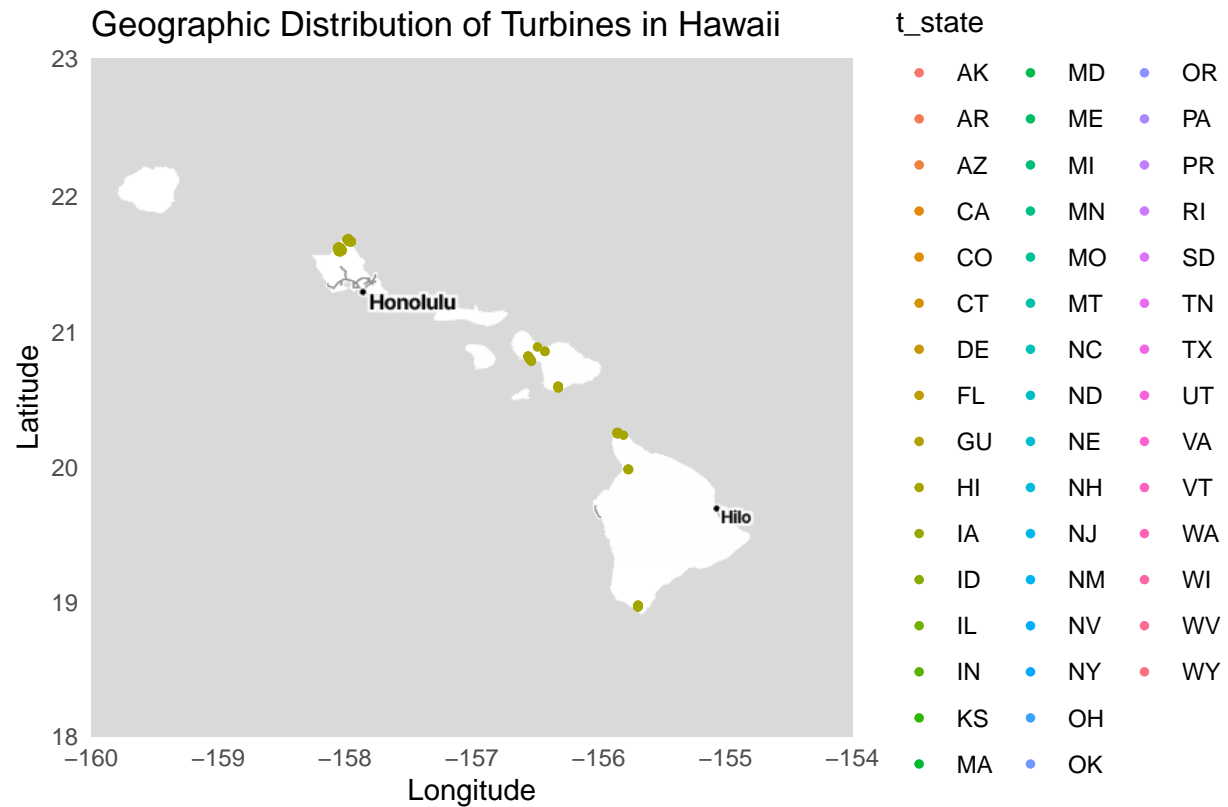 Geographic Distribution of Turbines in Hawaii
23
22
21
20
19
18
Latitude
Honolulu
Hilo
−160 −159 −158 −157 −156 −155 −154
Longitude
t_state
AK MD OR
AR ME PA
AZ MI PR
CA MN RI
CO MO SD
CT MT TN
DE NC TX
FL ND UT
GU NE VA
HI NH VT
IA NJ WA
ID NM WI
IL NV WV
IN NY WY
KS OH
MA OK